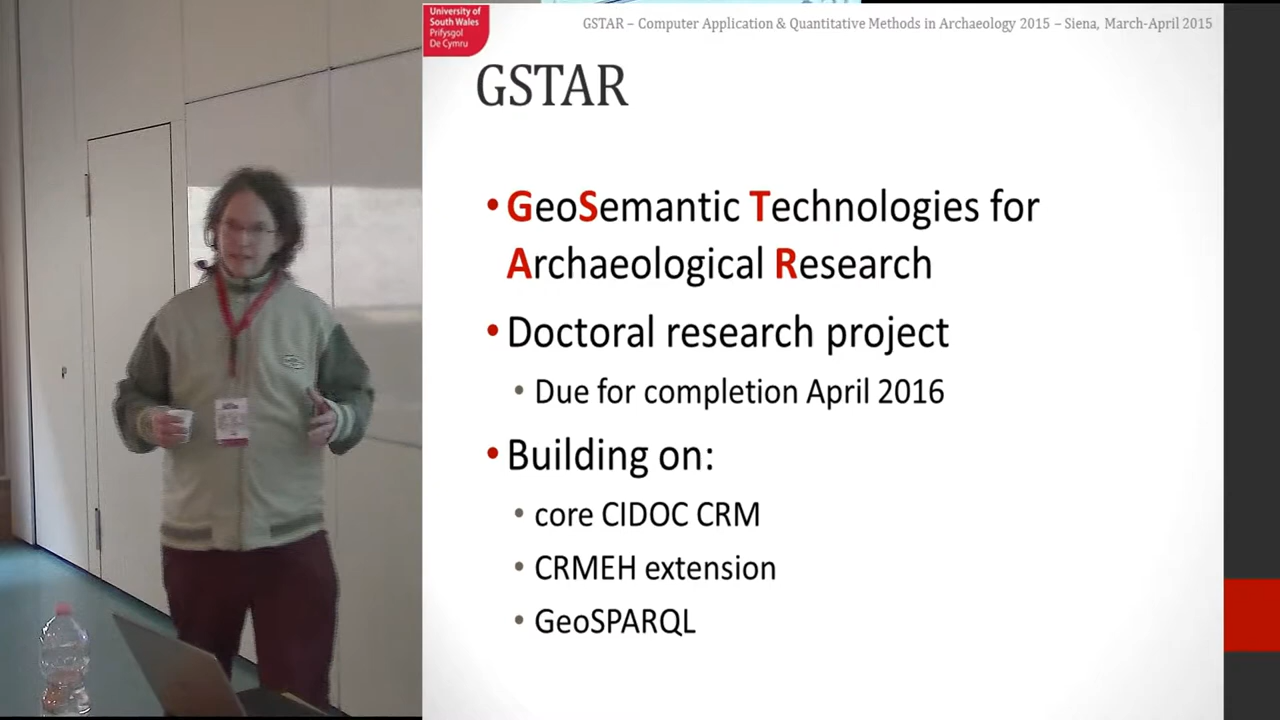 University of
South Wales
Prifysgol
De Cymru
GSTAR – Computer Application & Quantitative Methods in Archaeology 2015 – Siena, March-April 2015
GSTAR
• GeoSemantic Technologies for
Archaeological Research
• Doctoral research project
• Due for completion April 2016
• Building on:
• core CIDOC CRM
• CRMEH extension
• GeoSPARQL